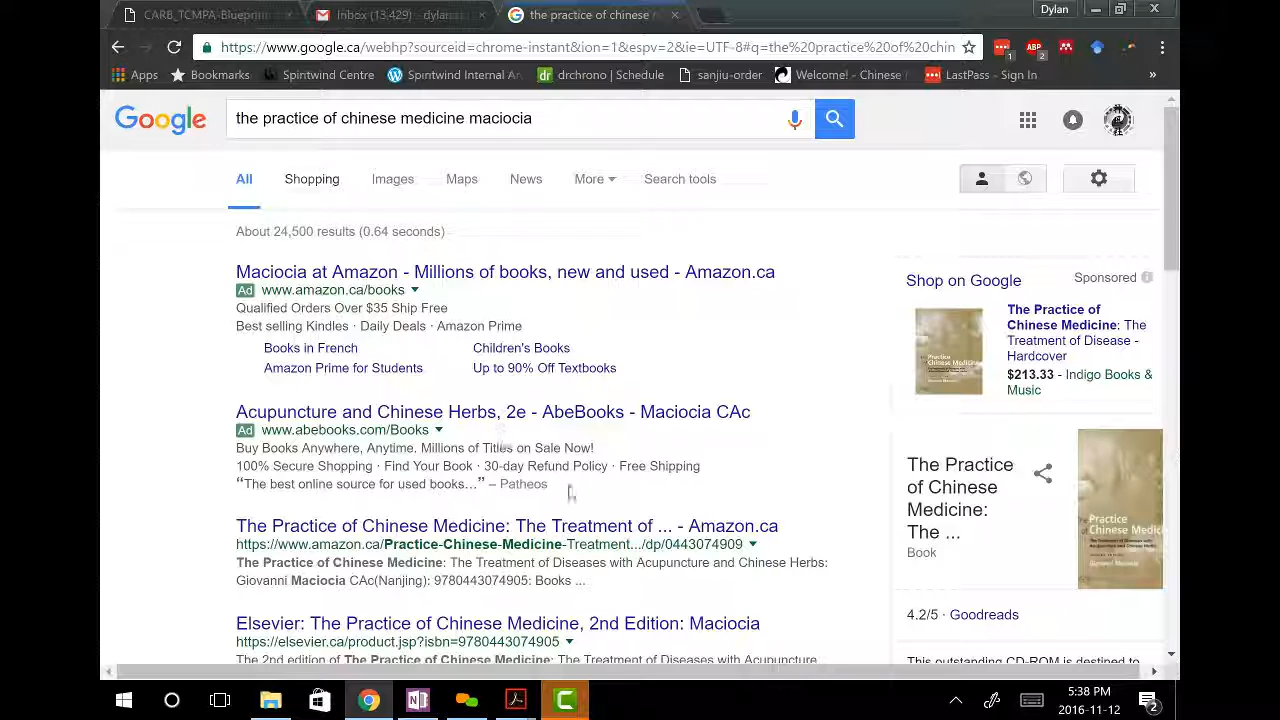 CARB_TCMPA-Blueprin
Inbox (13,429) - dylan
the practice of chinese
Dylan
https://www.google.ca/webhp?sourceid=chrome-instant&ion=1&espv=2&ie=UTF-8#q=the%20practice%20of%20chin
Apps
Bookmarks
Spirtwind Centre
Spirtwind Internal An
drchrono | Schedule
sanjiu-order
Welcome! - Chinese
LastPass - Sign In
»
Google
the practice of chinese medicine maciocia
All Shopping Images Maps News More Search tools
About 24,500 results (0.64 seconds)
Maciocia at Amazon - Millions of books, new and used - Amazon.ca
Ad www.amazon.ca/books
Qualified Orders Over $35 Ship Free
Best selling Kindles · Daily Deals · Amazon Prime
Books in French Children's Books
Amazon Prime for Students Up to 90% Off Textbooks
Acupuncture and Chinese Herbs, 2e - AbeBooks - Maciocia CAc
Ad www.abebooks.com/Books
Buy Books Anywhere, Anytime. Millions of Titles on Sale Now!
100% Secure Shopping · Find Your Book · 30-day Refund Policy · Free Shipping
“The best online source for used books...” – Patheos
The Practice of Chinese Medicine: The Treatment of ... - Amazon.ca
https://www.amazon.ca/Practice-Chinese-Medicine-Treatment.../dp/0443074909
The Practice of Chinese Medicine: The Treatment of Diseases with Acupuncture and Chinese Herbs:
Giovanni Maciocia CAc(Nanjing): 9780443074905: Books ...
Elsevier: The Practice of Chinese Medicine, 2nd Edition: Maciocia
https://elsevier.ca/product.jsp?isbn=9780443074905
The 2nd edition of The Practice of Chinese Medicine: The Treatment of Diseases with Acupuncture
Shop on Google Sponsored
The Practice of
Chinese Medicine: The
Treatment of Disease -
Hardcover
$213.33 - Indigo Books &
Music
The Practice
of Chinese
Medicine:
The ...
Book
Practice
Chinese Medicine
4.2/5 · Goodreads
This outstanding CD-ROM is destined to
5:38 PM
2016-11-12
2